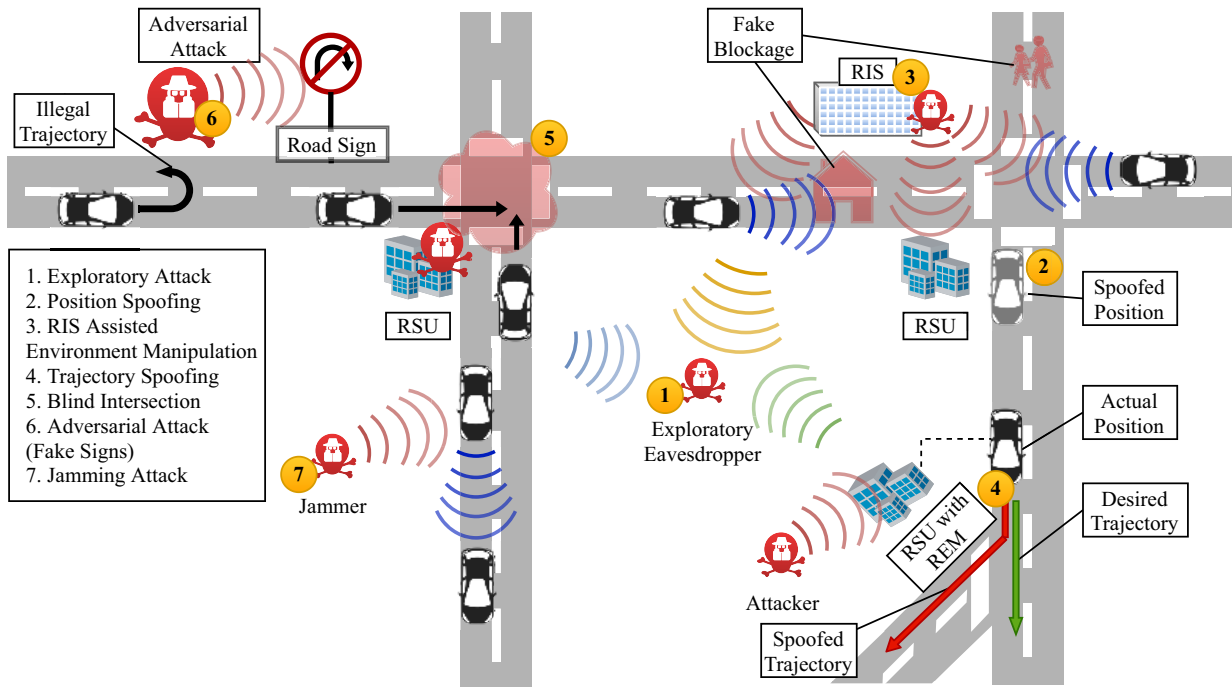 Adversarial
Attack
6
Illegal
Trajectory
Road Sign
5
Fake
Blockage
RIS
3
RSU
RSU
2
Spoofed
Position
1. Exploratory Attack
2. Position Spoofing
3. RIS Assisted
Environment Manipulation
4. Trajectory Spoofing
5. Blind Intersection
6. Adversarial Attack
(Fake Signs)
7. Jamming Attack
1
Exploratory
Eavesdropper
7
Jammer
Actual
Position
4
RSU with
REM
Desired
Trajectory
Attacker
Spoofed
Trajectory